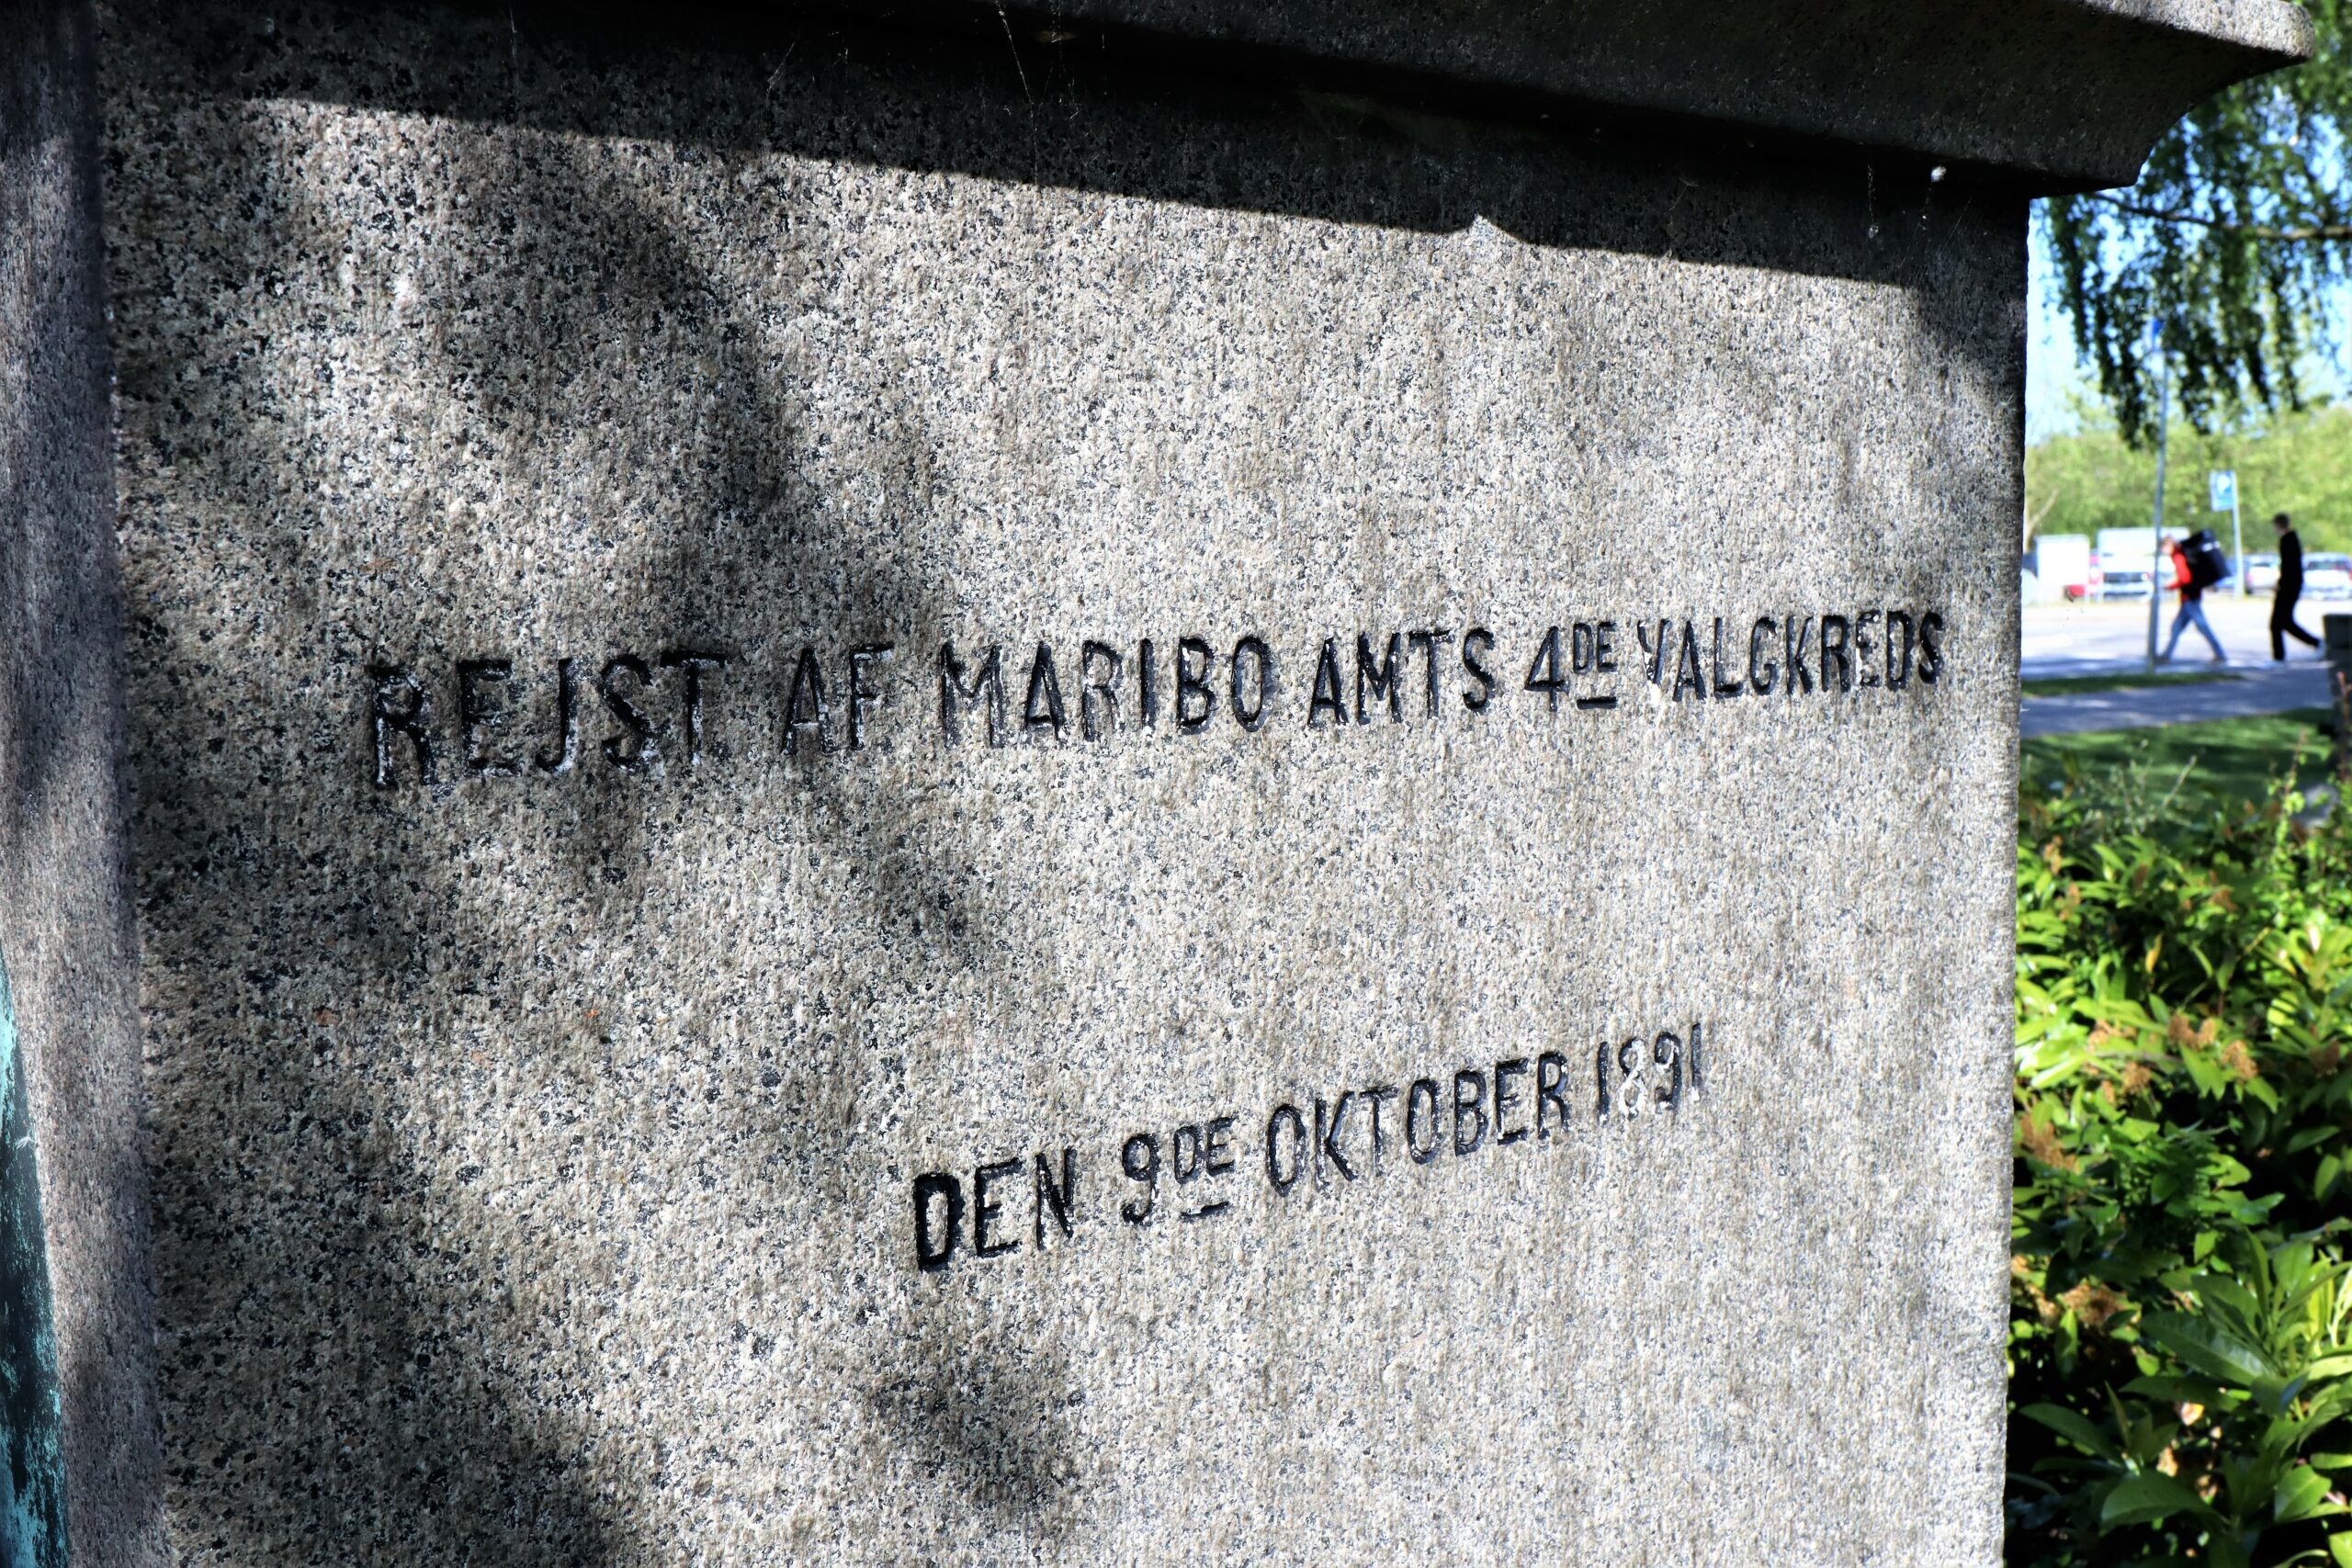 REJST AF MARIBO AMTS 4DE VALGKREDS
DEN 9DE OKTOBER 1891